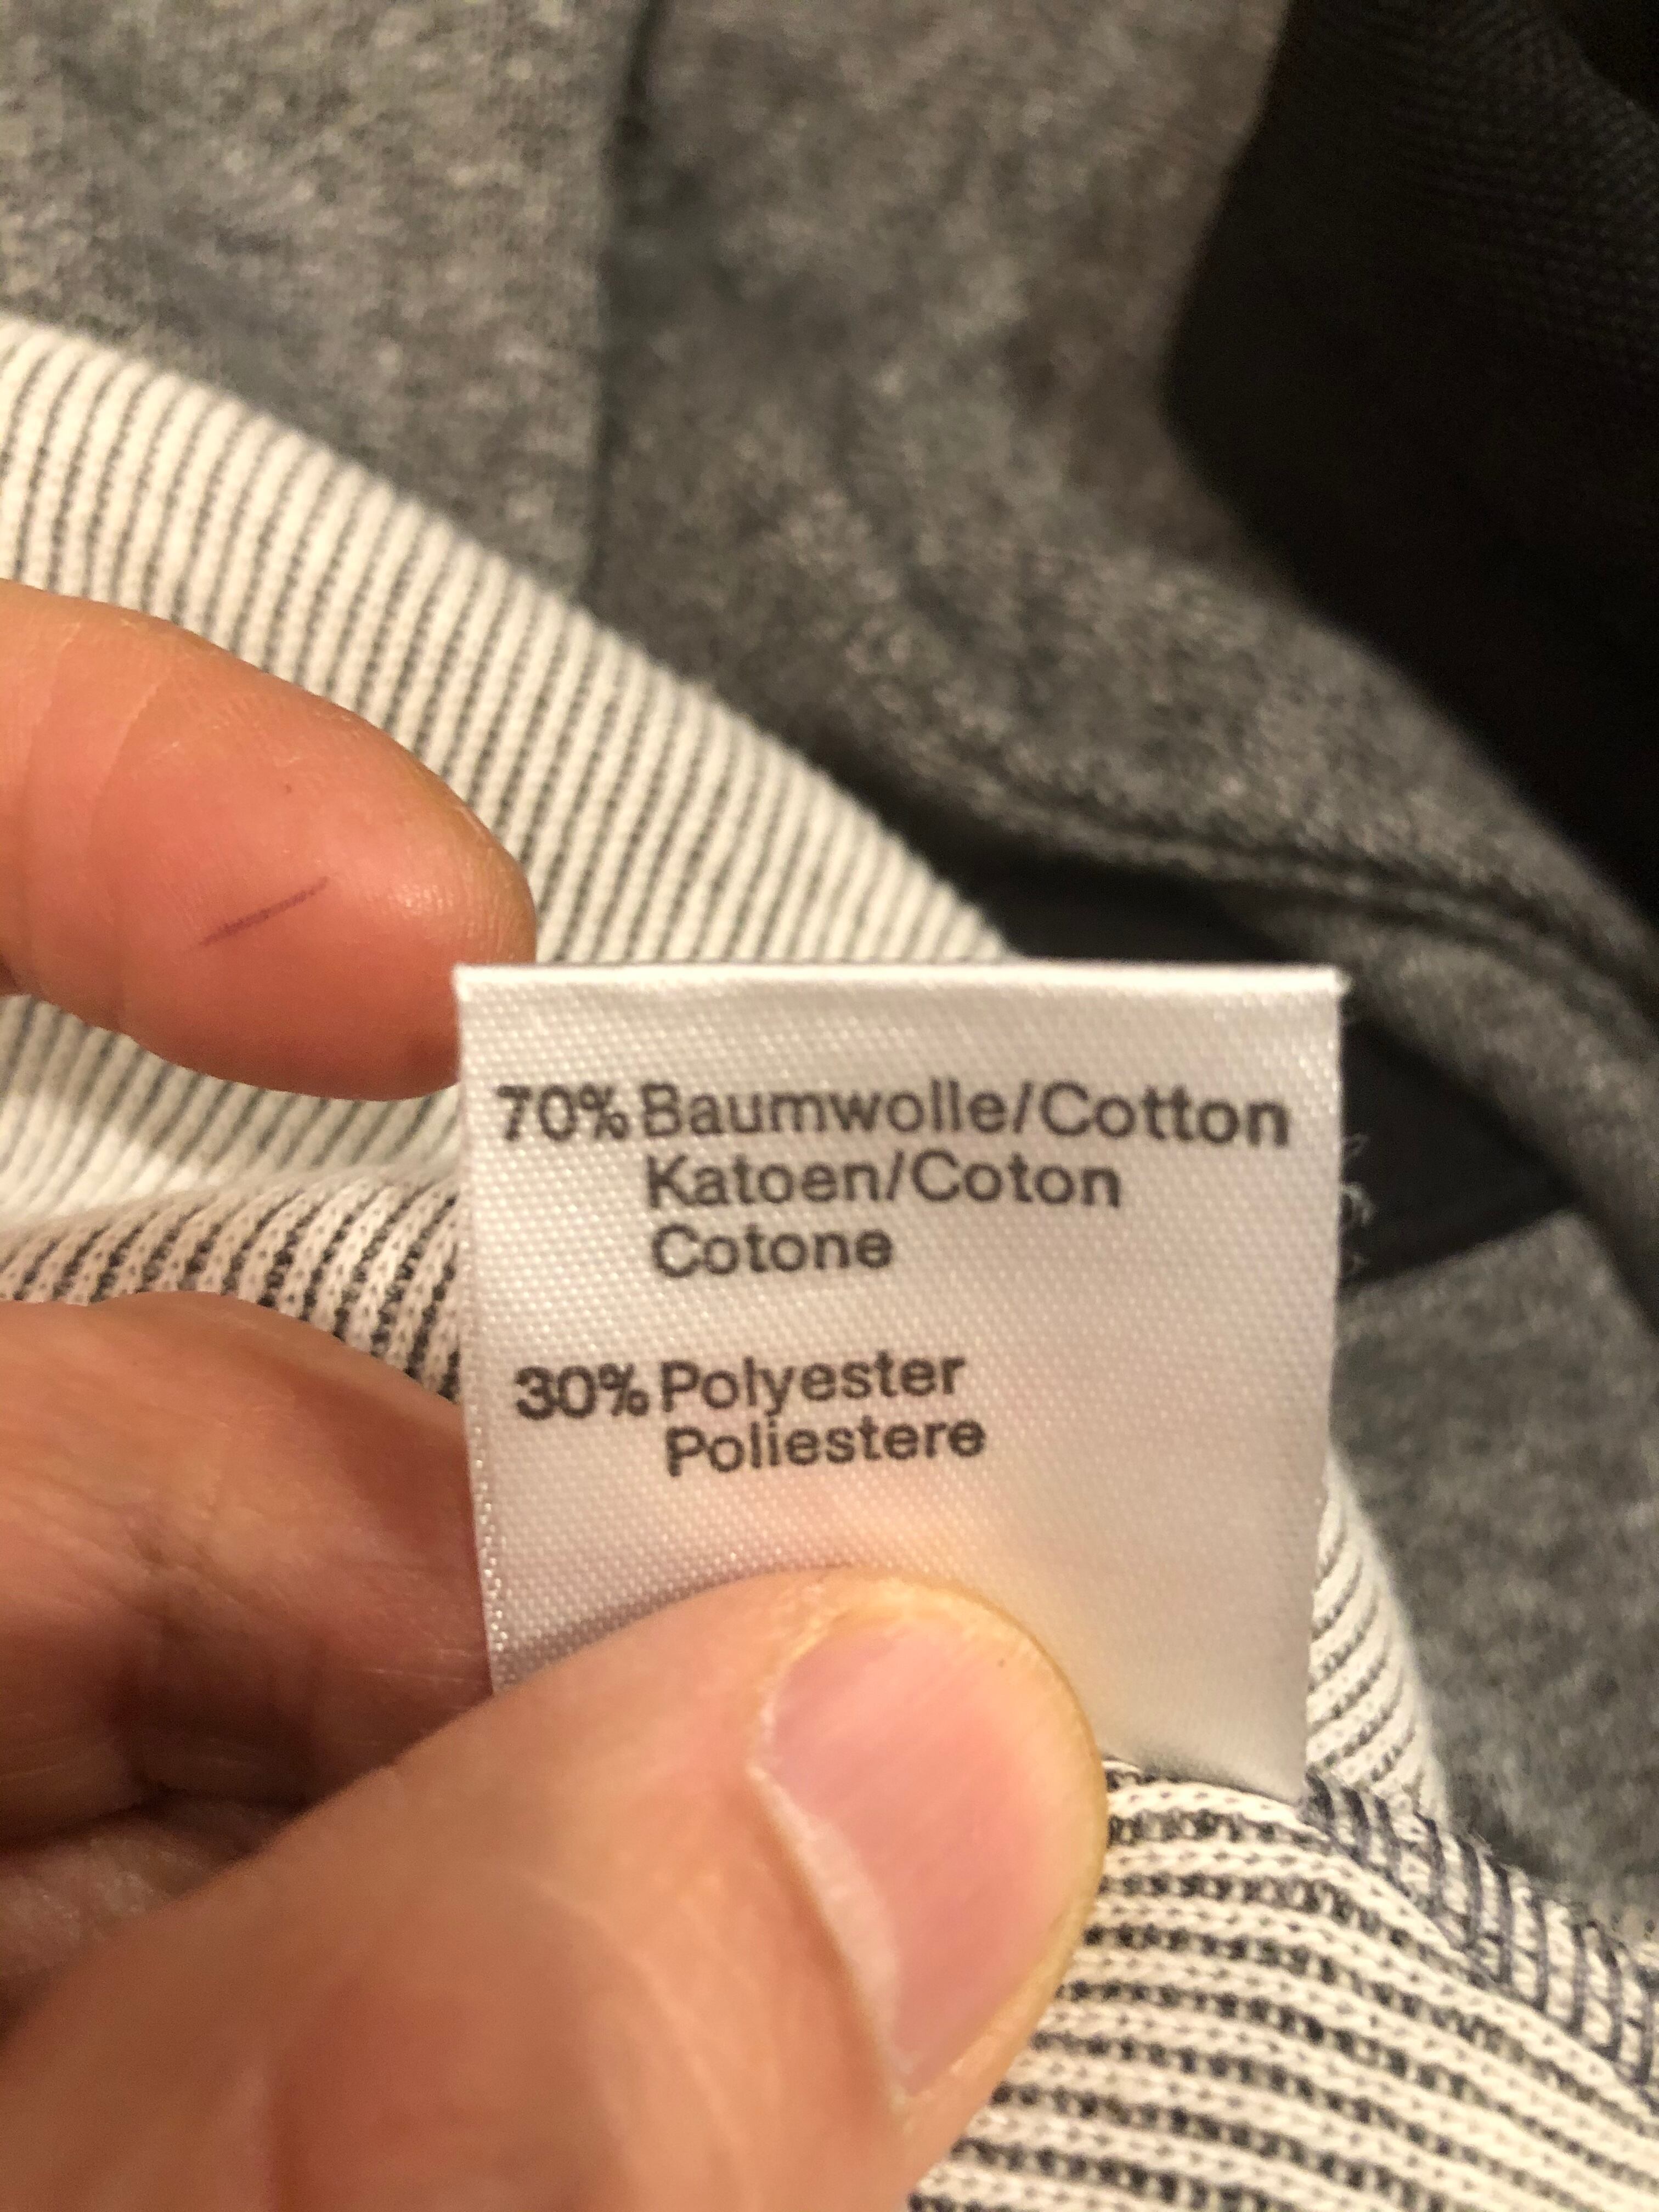 70% Baumwolle/Cotton
Katoen/Coton
Cotone
30% Polyester
Poliestere